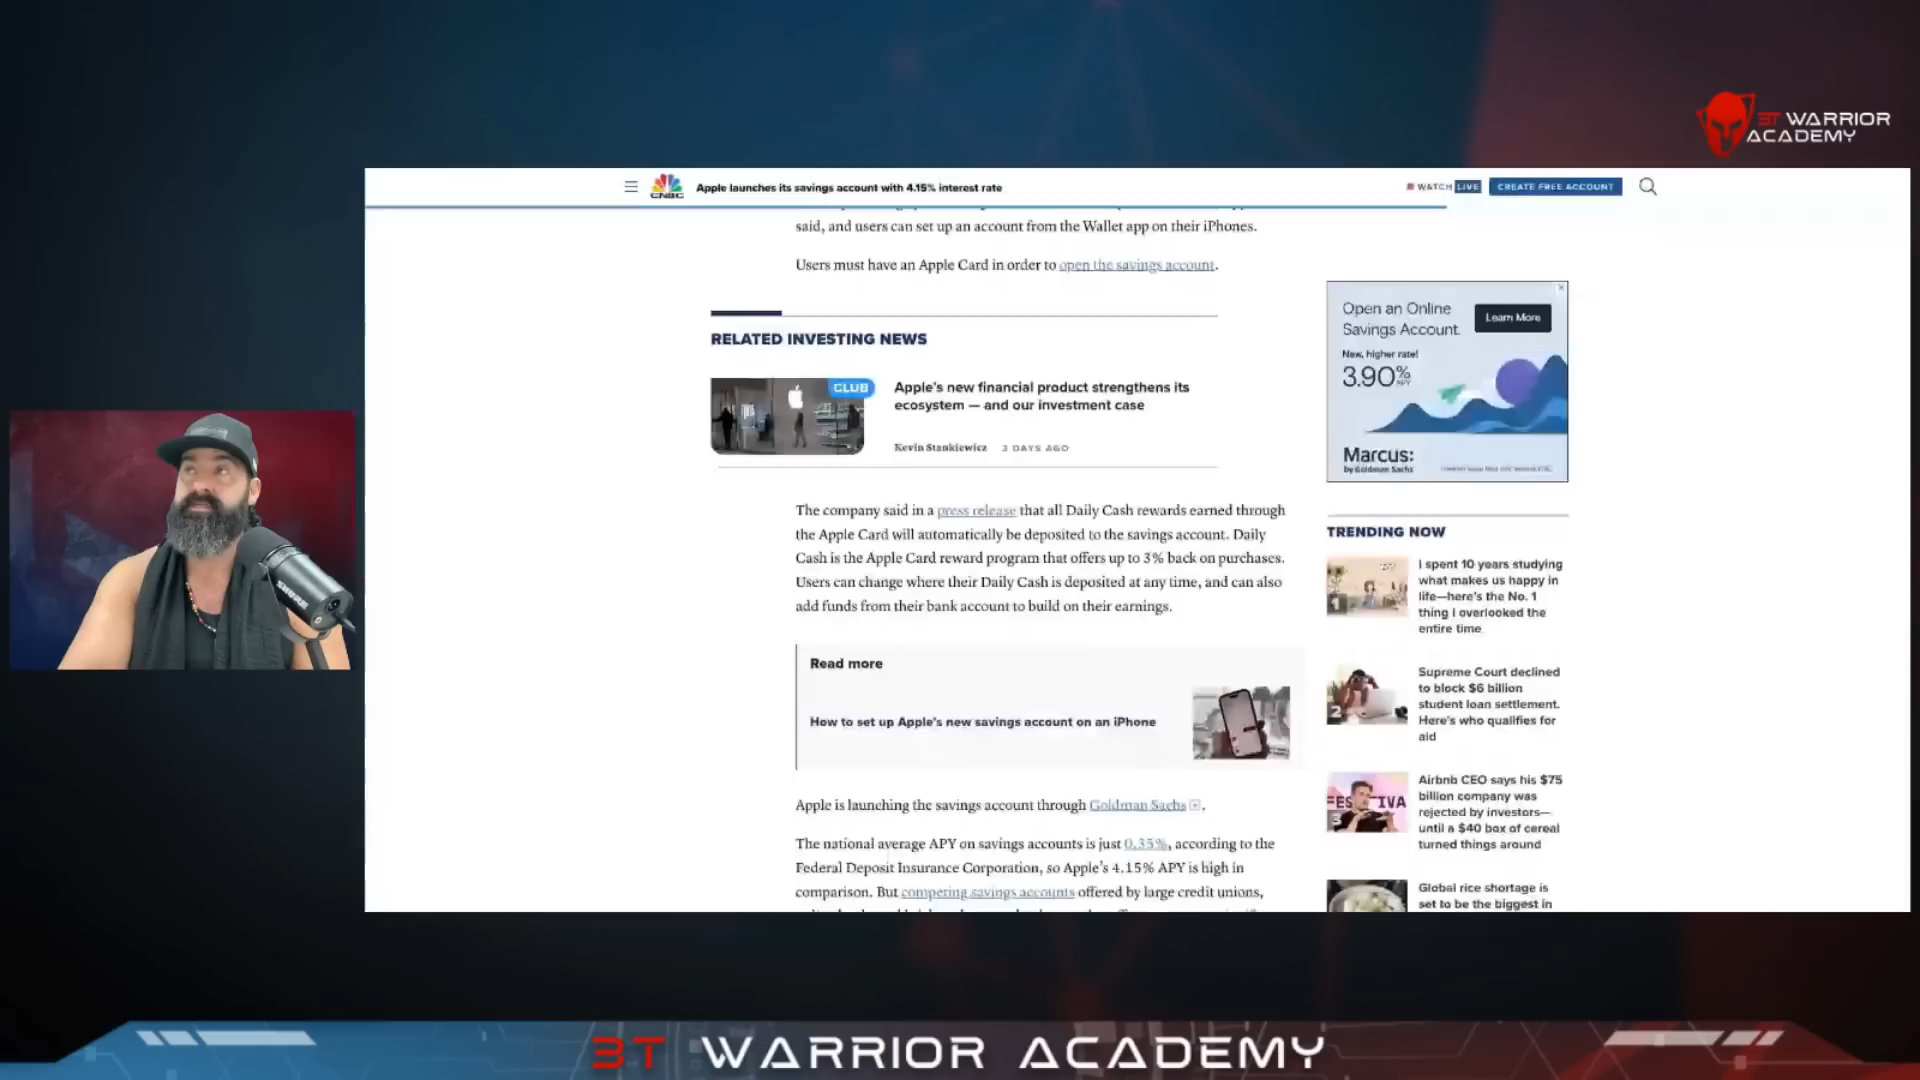 3T WARRIOR
ACADEMY
CNBC
Apple launches its savings account with 4.15% interest rate
WATCH LIVE
CREATE FREE ACCOUNT
said, and users can set up an account from the Wallet app on their iPhones.
Users must have an Apple Card in order to open the savings account.
RELATED INVESTING NEWS
CLUB
Apple's new financial product strengthens its
ecosystem — and our investment case
Kevin Stankiewicz 3 DAYS AGO
The company said in a press release that all Daily Cash rewards earned through
the Apple Card will automatically be deposited to the savings account. Daily
Cash is the Apple Card reward program that offers up to 3% back on purchases.
Users can change where their Daily Cash is deposited at any time, and can also
add funds from their bank account to build on their earnings.
Read more
How to set up Apple's new savings account on an iPhone
Apple is launching the savings account through Goldman Sachs.
The national average APY on savings accounts is just 0.35%, according to the
Federal Deposit Insurance Corporation, so Apple's 4.15% APY is high in
comparison. But competing savings accounts offered by large credit unions,
Open an Online
Savings Account.
Learn More
New, higher rate!
3.90% APY
Marcus:
by Goldman Sachs
TRENDING NOW
1
I spent 10 years studying
what makes us happy in
life—here's the No. 1
thing I overlooked the
entire time
2
Supreme Court declined
to block $6 billion
student loan settlement.
Here's who qualifies for
aid
FESTIVA
3
Airbnb CEO says his $75
billion company was
rejected by investors—
until a $40 box of cereal
turned things around
Global rice shortage is
set to be the biggest in
SHURE
3T WARRIOR ACADEMY